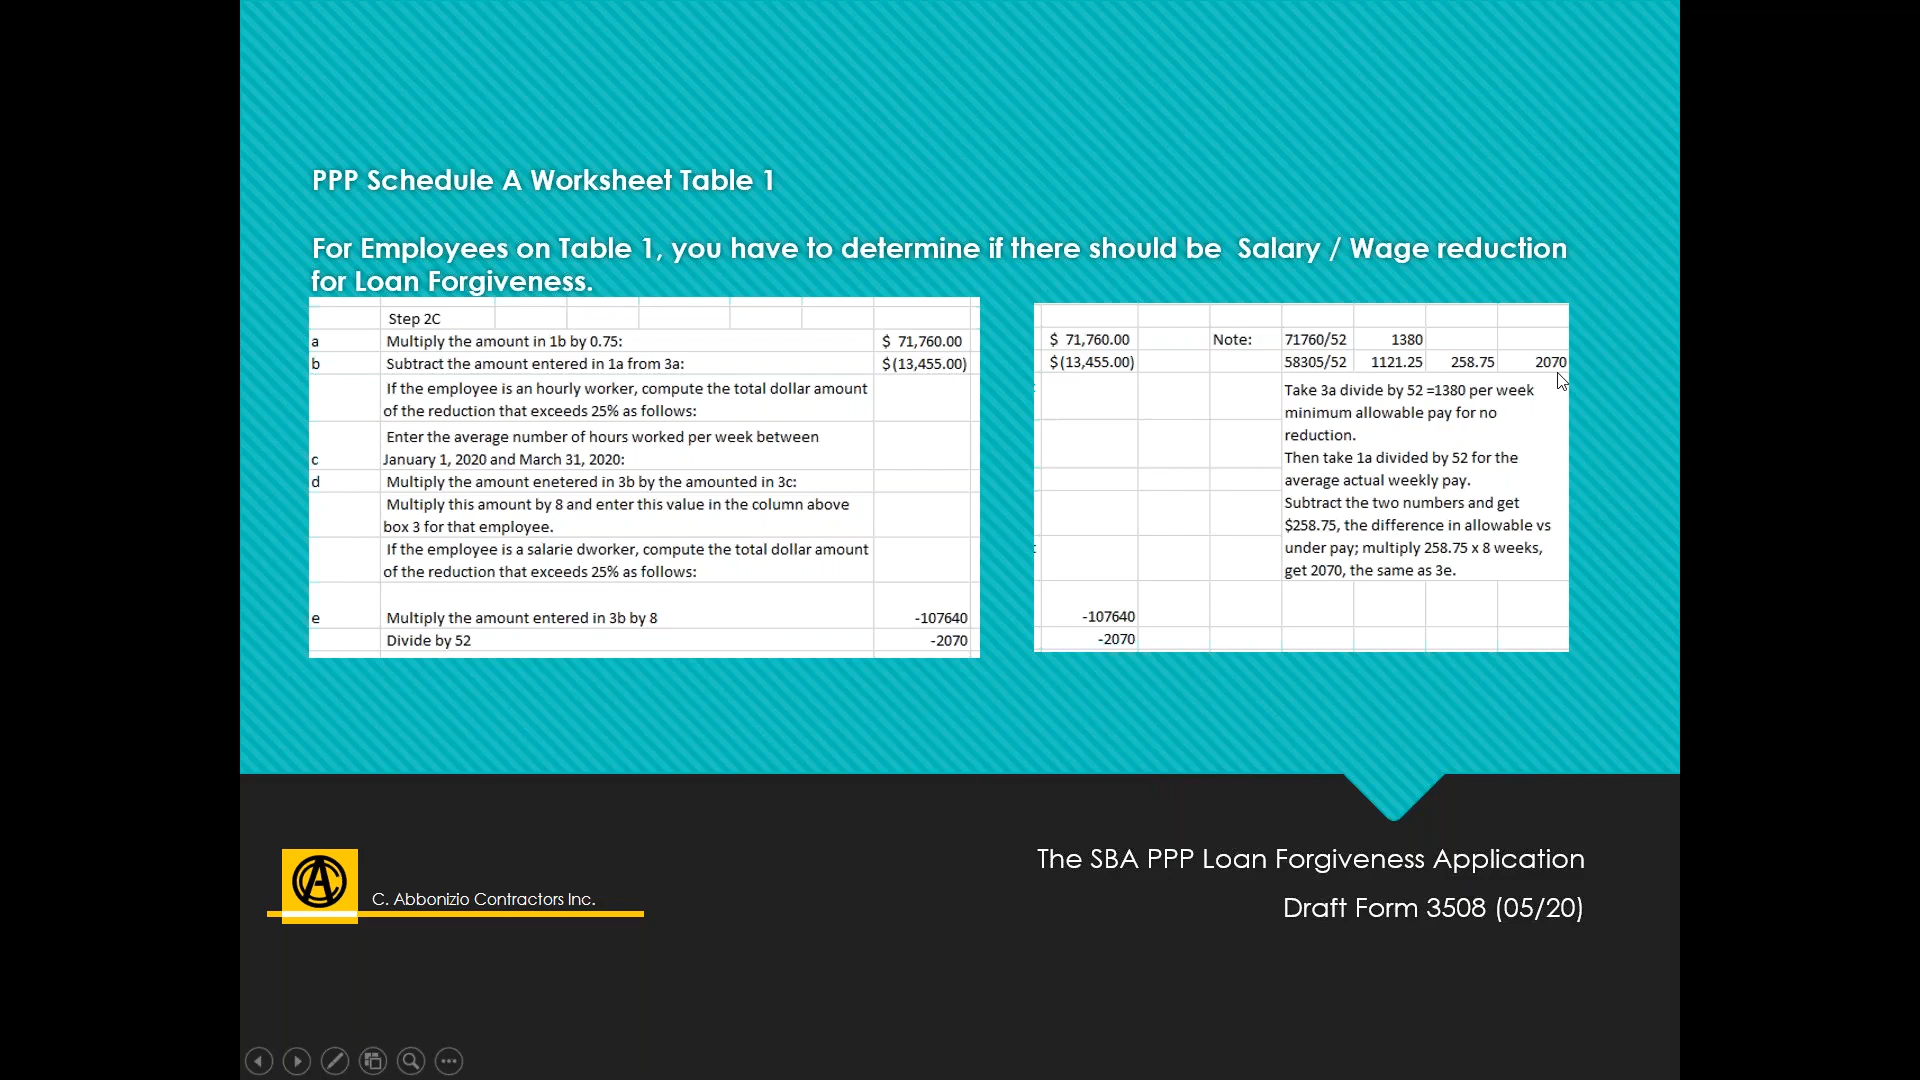 PPP Schedule A Worksheet Table 1
For Employees on Table 1, you have to determine if there should be Salary / Wage reduction
for Loan Forgiveness.
Step 2C
a Multiply the amount in 1b by 0.75: $ 71,760.00
b Subtract the amount entered in 1a from 3a: $(13,455.00)
If the employee is an hourly worker, compute the total dollar amount
of the reduction that exceeds 25% as follows:
Enter the average number of hours worked per week between
c January 1, 2020 and March 31, 2020:
d Multiply the amount enetered in 3b by the amounted in 3c:
Multiply this amount by 8 and enter this value in the column above
box 3 for that employee.
If the employee is a salarie dworker, compute the total dollar amount
of the reduction that exceeds 25% as follows:
e Multiply the amount entered in 3b by 8 -107640
Divide by 52 -2070
$ 71,760.00 Note: 71760/52 1380
$(13,455.00) 58305/52 1121.25 258.75 2070
Take 3a divide by 52 =1380 per week
minimum allowable pay for no
reduction.
Then take 1a divided by 52 for the
average actual weekly pay.
Subtract the two numbers and get
$258.75, the difference in allowable vs
under pay; multiply 258.75 x 8 weeks,
get 2070, the same as 3e.
-107640
-2070
The SBA PPP Loan Forgiveness Application
Draft Form 3508 (05/20)
C. Abbonizio Contractors Inc.